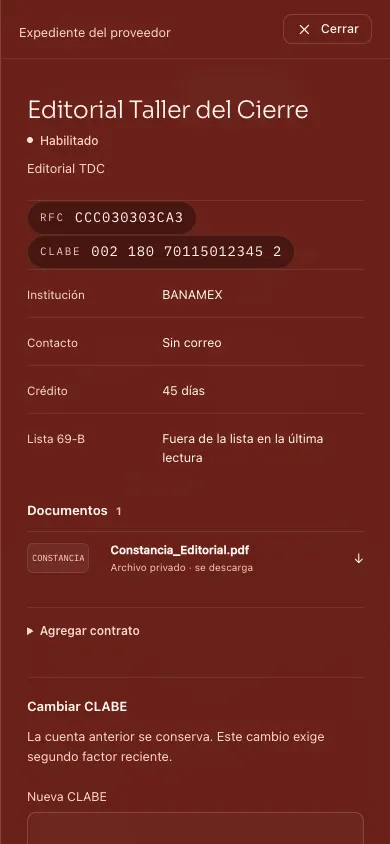 Expediente del proveedor
Cerrar
Editorial Taller del Cierre
Habilitado
Editorial TDC
RFC CCC030303CA3
CLABE 002 180 70115012345 2
Institución BANAMEX
Contacto Sin correo
Crédito 45 días
Lista 69-B Fuera de la lista en la última
lectura
Documentos 1
CONSTANCIA
Constancia_Editorial.pdf
Archivo privado · se descarga
Agregar contrato
Cambiar CLABE
La cuenta anterior se conserva. Este cambio exige
segundo factor reciente.
Nueva CLABE